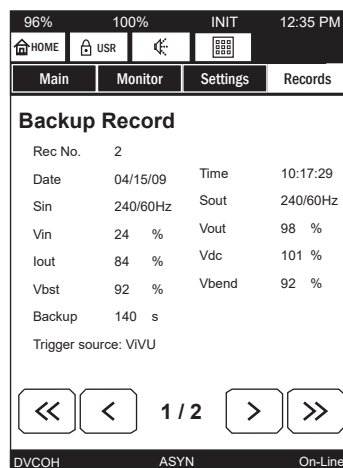 96% 100% INIT 12:35 PM
HOME USR
Main Monitor Settings Records
Backup Record
Rec No. 2
Date 04/15/09 Time 10:17:29
Sin 240/60Hz Sout 240/60Hz
Vin 24 % Vout 98 %
Iout 84 % Vdc 101 %
Vbst 92 % Vbend 92 %
Backup 140 s
Trigger source: ViVU
1 / 2
DVCOH ASYN On-Line